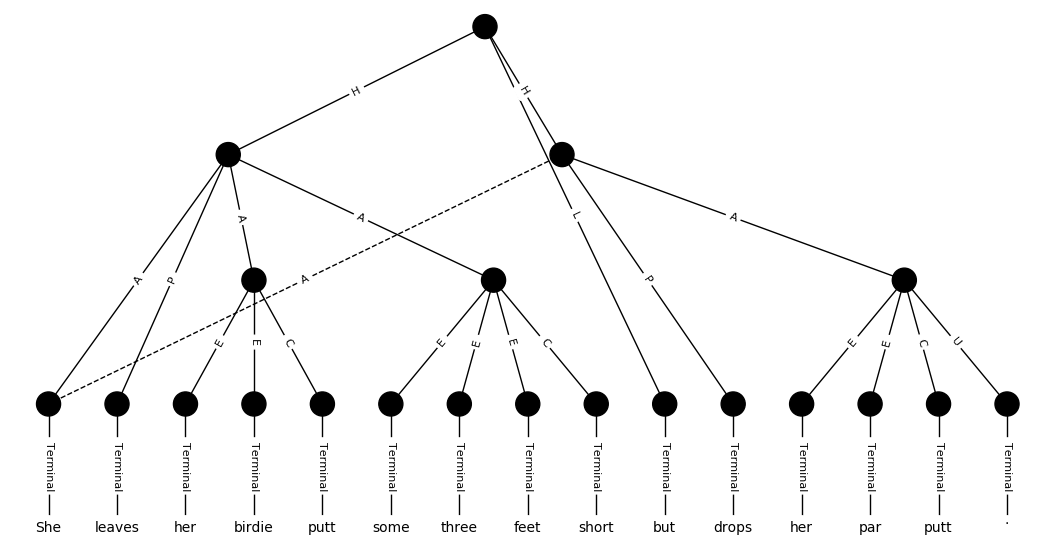 H H
A P A A A L P A
E E C E E E C E E C U
Terminal Terminal Terminal Terminal Terminal Terminal Terminal Terminal Terminal Terminal Terminal Terminal Terminal Terminal Terminal
She leaves her birdie putt some three feet short but drops her par putt .